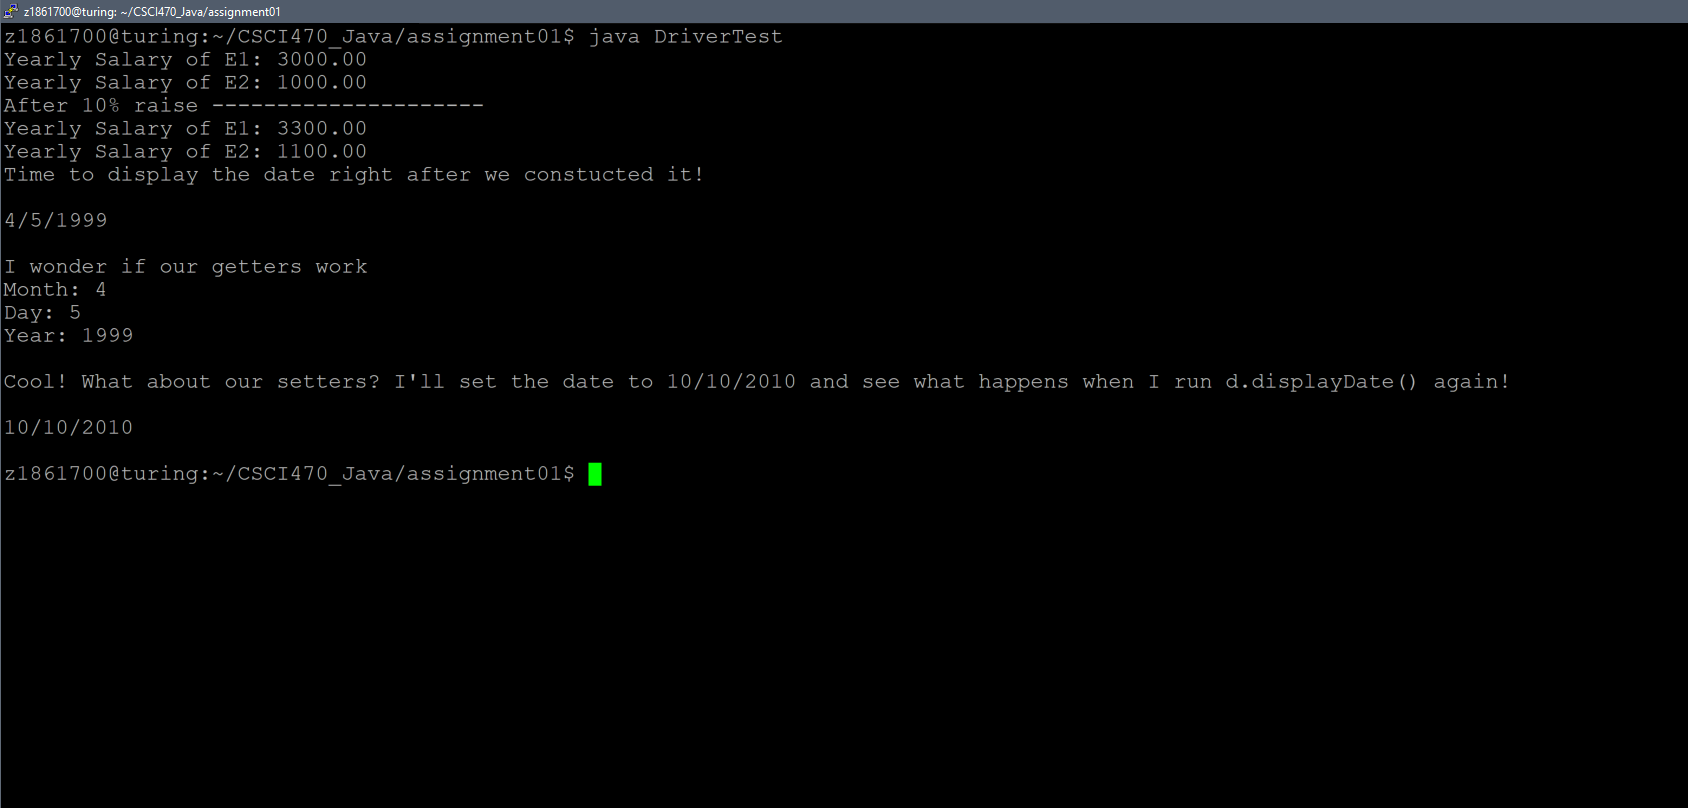 z1861700@turing: ~/CSCI470_Java/assignment01
z1861700@turing:~/CSCI470_Java/assignment01$ java DriverTest
Yearly Salary of E1: 3000.00
Yearly Salary of E2: 1000.00
After 10% raise ---------------------
Yearly Salary of E1: 3300.00
Yearly Salary of E2: 1100.00
Time to display the date right after we constucted it!
4/5/1999
I wonder if our getters work
Month: 4
Day: 5
Year: 1999
Cool! What about our setters? I'll set the date to 10/10/2010 and see what happens when I run d.displayDate() again!
10/10/2010
z1861700@turing:~/CSCI470_Java/assignment01$